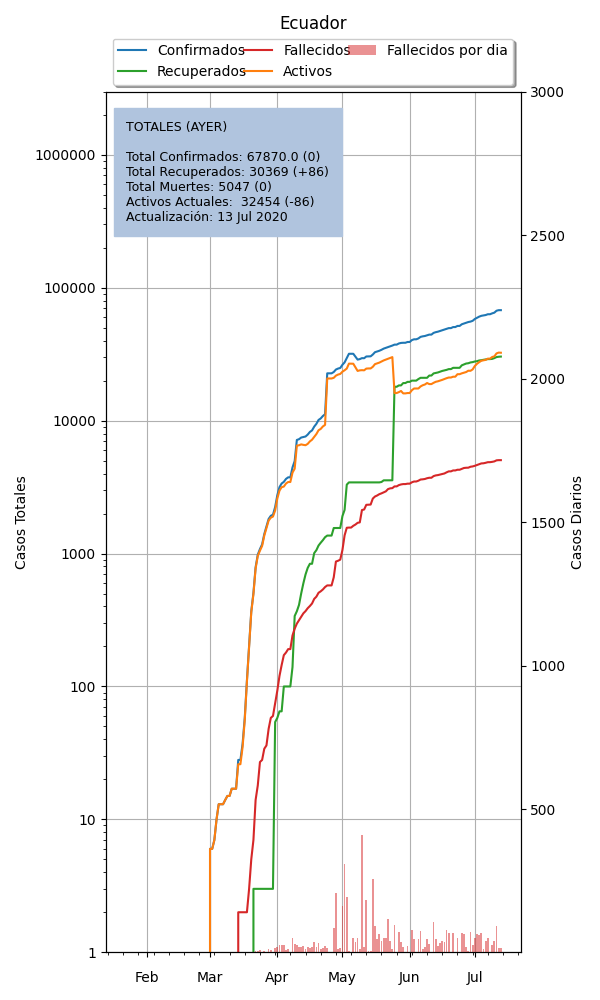 Ecuador
Confirmados Fallecidos Fallecidos por dia
Recuperados Activos
TOTALES (AYER)
Total Confirmados: 67870.0 (0)
Total Recuperados: 30369 (+86)
Total Muertes: 5047 (0)
Activos Actuales:  32454 (-86)
Actualización: 13 Jul 2020
Casos Totales
1000000
100000
10000
1000
100
10
1
3000
2500
2000
1500
1000
500
Casos Diarios
Feb Mar Apr May Jun Jul